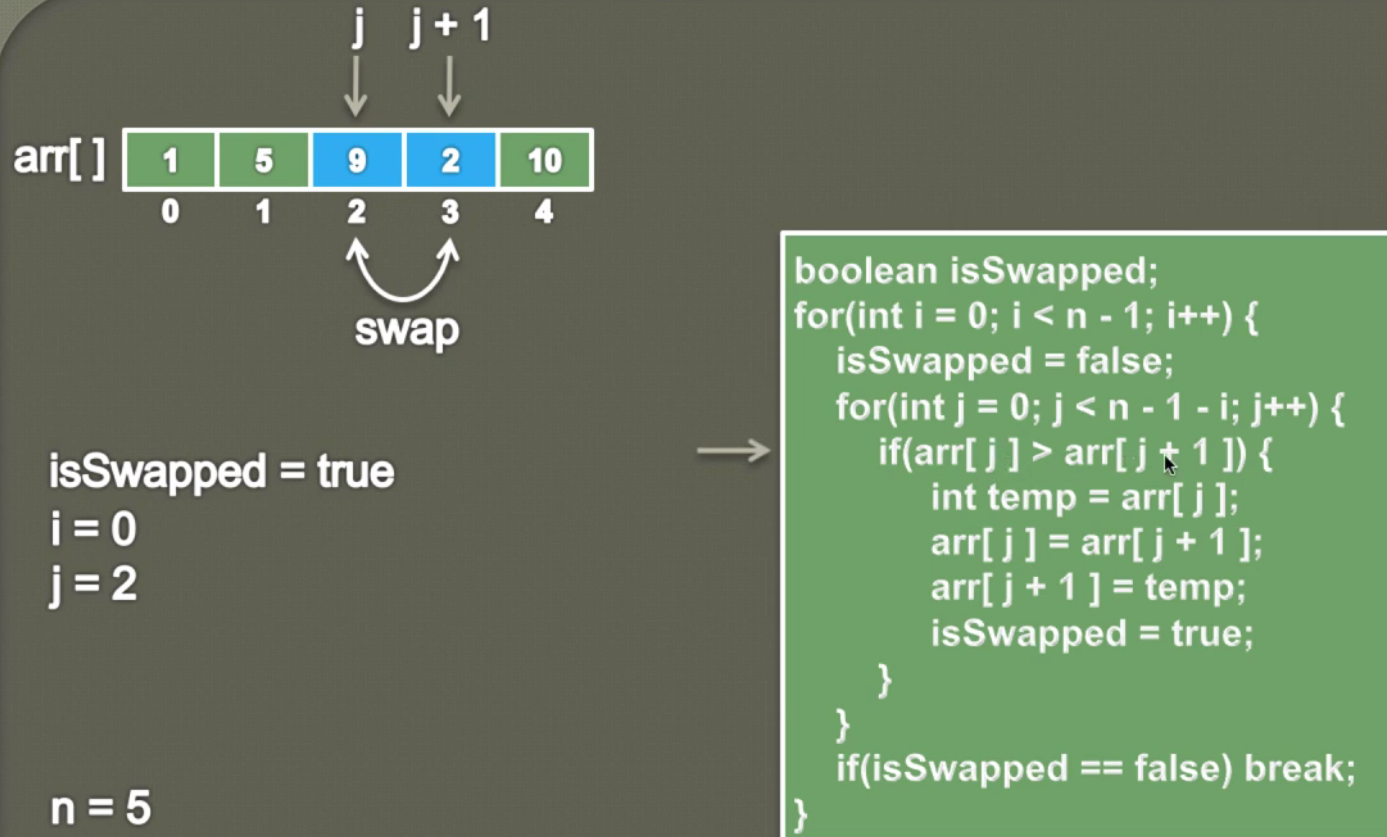 j j + 1
arr[ ] 1 5 9 2 10
0 1 2 3 4
swap
isSwapped = true
i = 0
j = 2
n = 5
boolean isSwapped;
for(int i = 0; i < n - 1; i++) {
isSwapped = false;
for(int j = 0; j < n - 1 - i; j++) {
if(arr[ j ] > arr[ j + 1 ]) {
int temp = arr[ j ];
arr[ j ] = arr[ j + 1 ];
arr[ j + 1 ] = temp;
isSwapped = true;
}
}
if(isSwapped == false) break;
}